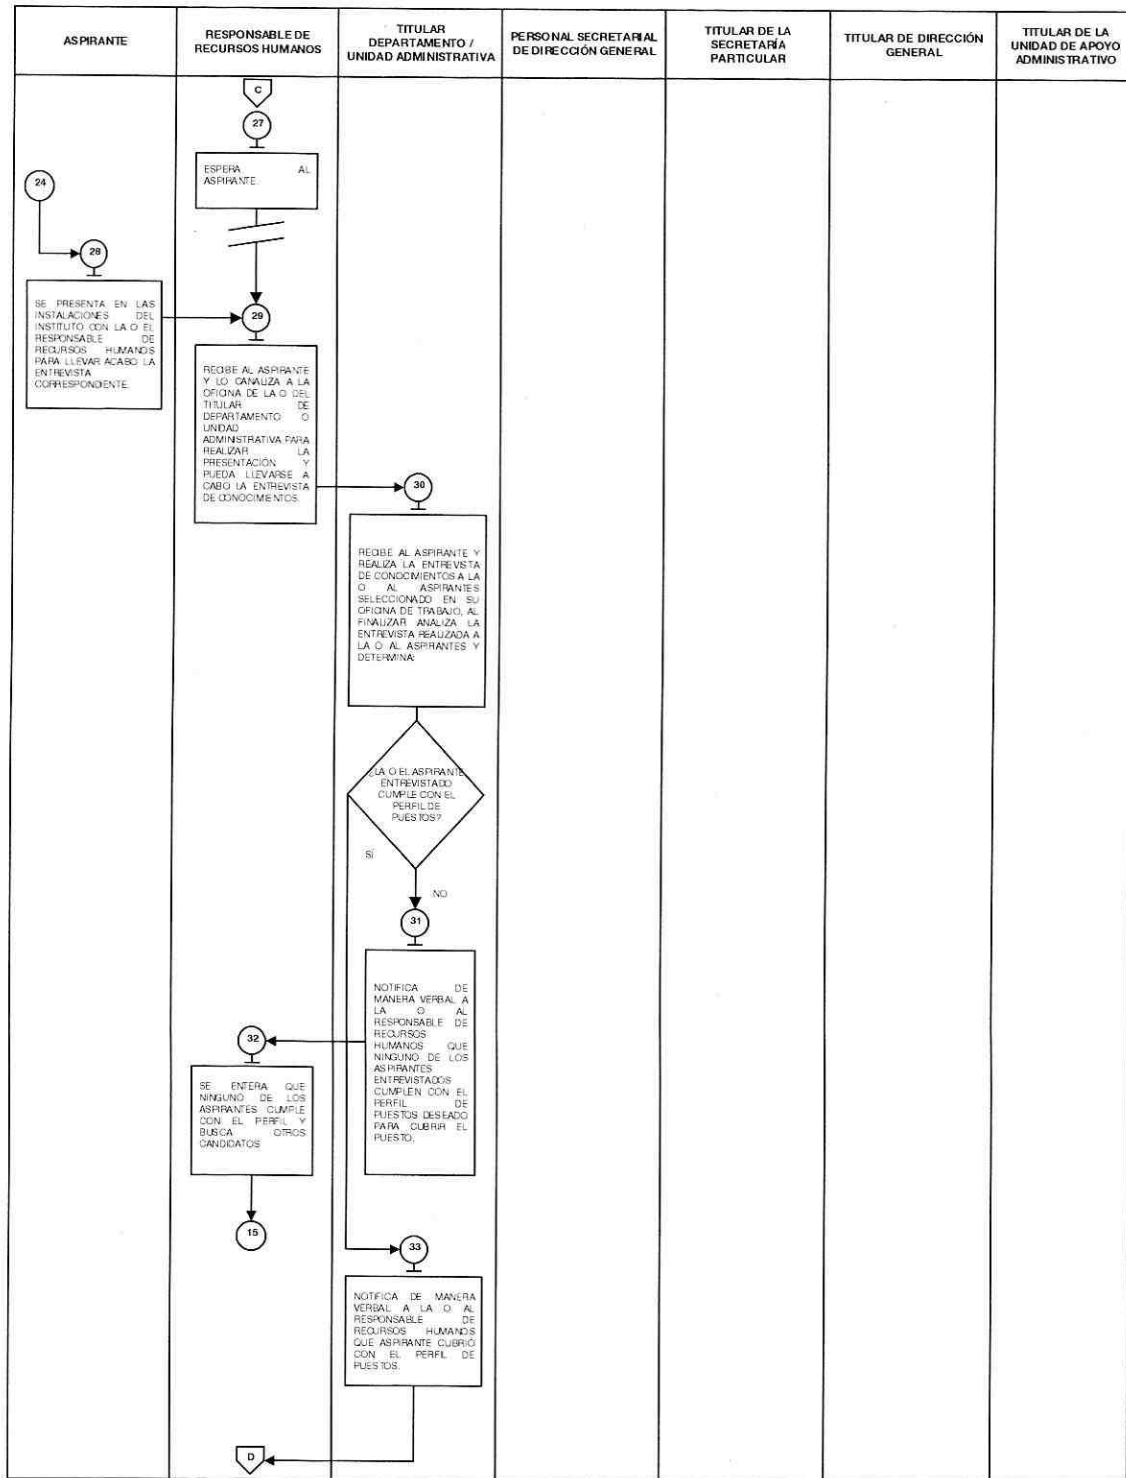 ASPIRANTE
RESPONSABLE DE
RECURSOS HUMANOS
TITULAR
DEPARTAMENTO /
UNIDAD ADMINISTRATIVA
PERSONAL SECRETARIAL
DE DIRECCIÓN GENERAL
TITULAR DE LA
SECRETARÍA
PARTICULAR
TITULAR DE DIRECCIÓN
GENERAL
TITULAR DE LA
UNIDAD DE APOYO
ADMINISTRATIVO
C
27
ESPERA AL
ASPIRANTE.
24
28
SE PRESENTA EN LAS
INSTALACIONES DEL
INSTITUTO CON LA O EL
RESPONSABLE DE
RECURSOS HUMANOS
PARA LLEVAR ACABO LA
ENTREVISTA
CORRESPONDIENTE.
29
RECIBE AL ASPIRANTE
Y LO CANALIZA A LA
OFICINA DE LA O DEL
TITULAR DE
DEPARTAMENTO O
UNIDAD
ADMINISTRATIVA PARA
REALIZAR LA
PRESENTACIÓN Y
PUEDA LLEVARSE A
CABO LA ENTREVISTA
DE CONOCIMIENTOS.
30
RECIBE AL ASPIRANTE Y
REALIZA LA ENTREVISTA
DE CONOCIMIENTOS A LA
O AL ASPIRANTES
SELECCIONADO EN SU
OFICINA DE TRABAJO, AL
FINALIZAR ANALIZA LA
ENTREVISTA REALIZADA A
LA O AL ASPIRANTES Y
DETERMINA:
¿LA O EL ASPIRANTE
ENTREVISTADO
CUMPLE CON EL
PERFIL DE
PUESTOS?
SÍ
NO
31
NOTIFICA DE
MANERA VERBAL A
LA O AL
RESPONSABLE DE
RECURSOS
HUMANOS QUE
NINGUNO DE LOS
ASPIRANTES
ENTREVISTADOS
CUMPLEN CON EL
PERFIL DE
PUESTOS DESEADO
PARA CUBRIR EL
PUESTO.
32
SE ENTERA QUE
NINGUNO DE LOS
ASPIRANTES CUMPLE
CON EL PERFIL Y
BUSCA OTROS
CANDIDATOS
15
33
NOTIFICA DE MANERA
VERBAL A LA O AL
RESPONSABLE DE
RECURSOS HUMANOS
QUE ASPIRANTE CUBRIÓ
CON EL PERFIL DE
PUESTOS.
D